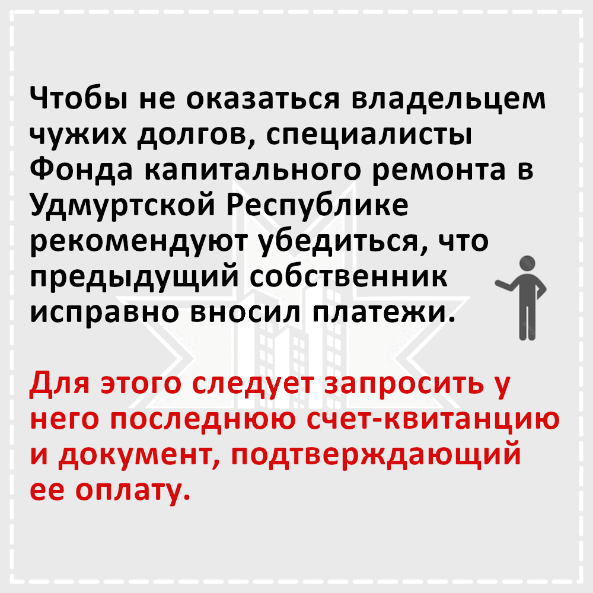 Чтобы не оказаться владельцем
чужих долгов, специалисты
Фонда капитального ремонта в
Удмуртской Республике
рекомендуют убедиться, что
предыдущий собственник
исправно вносил платежи.
Для этого следует запросить у
него последнюю счет-квитанцию
и документ, подтверждающий
ее оплату.